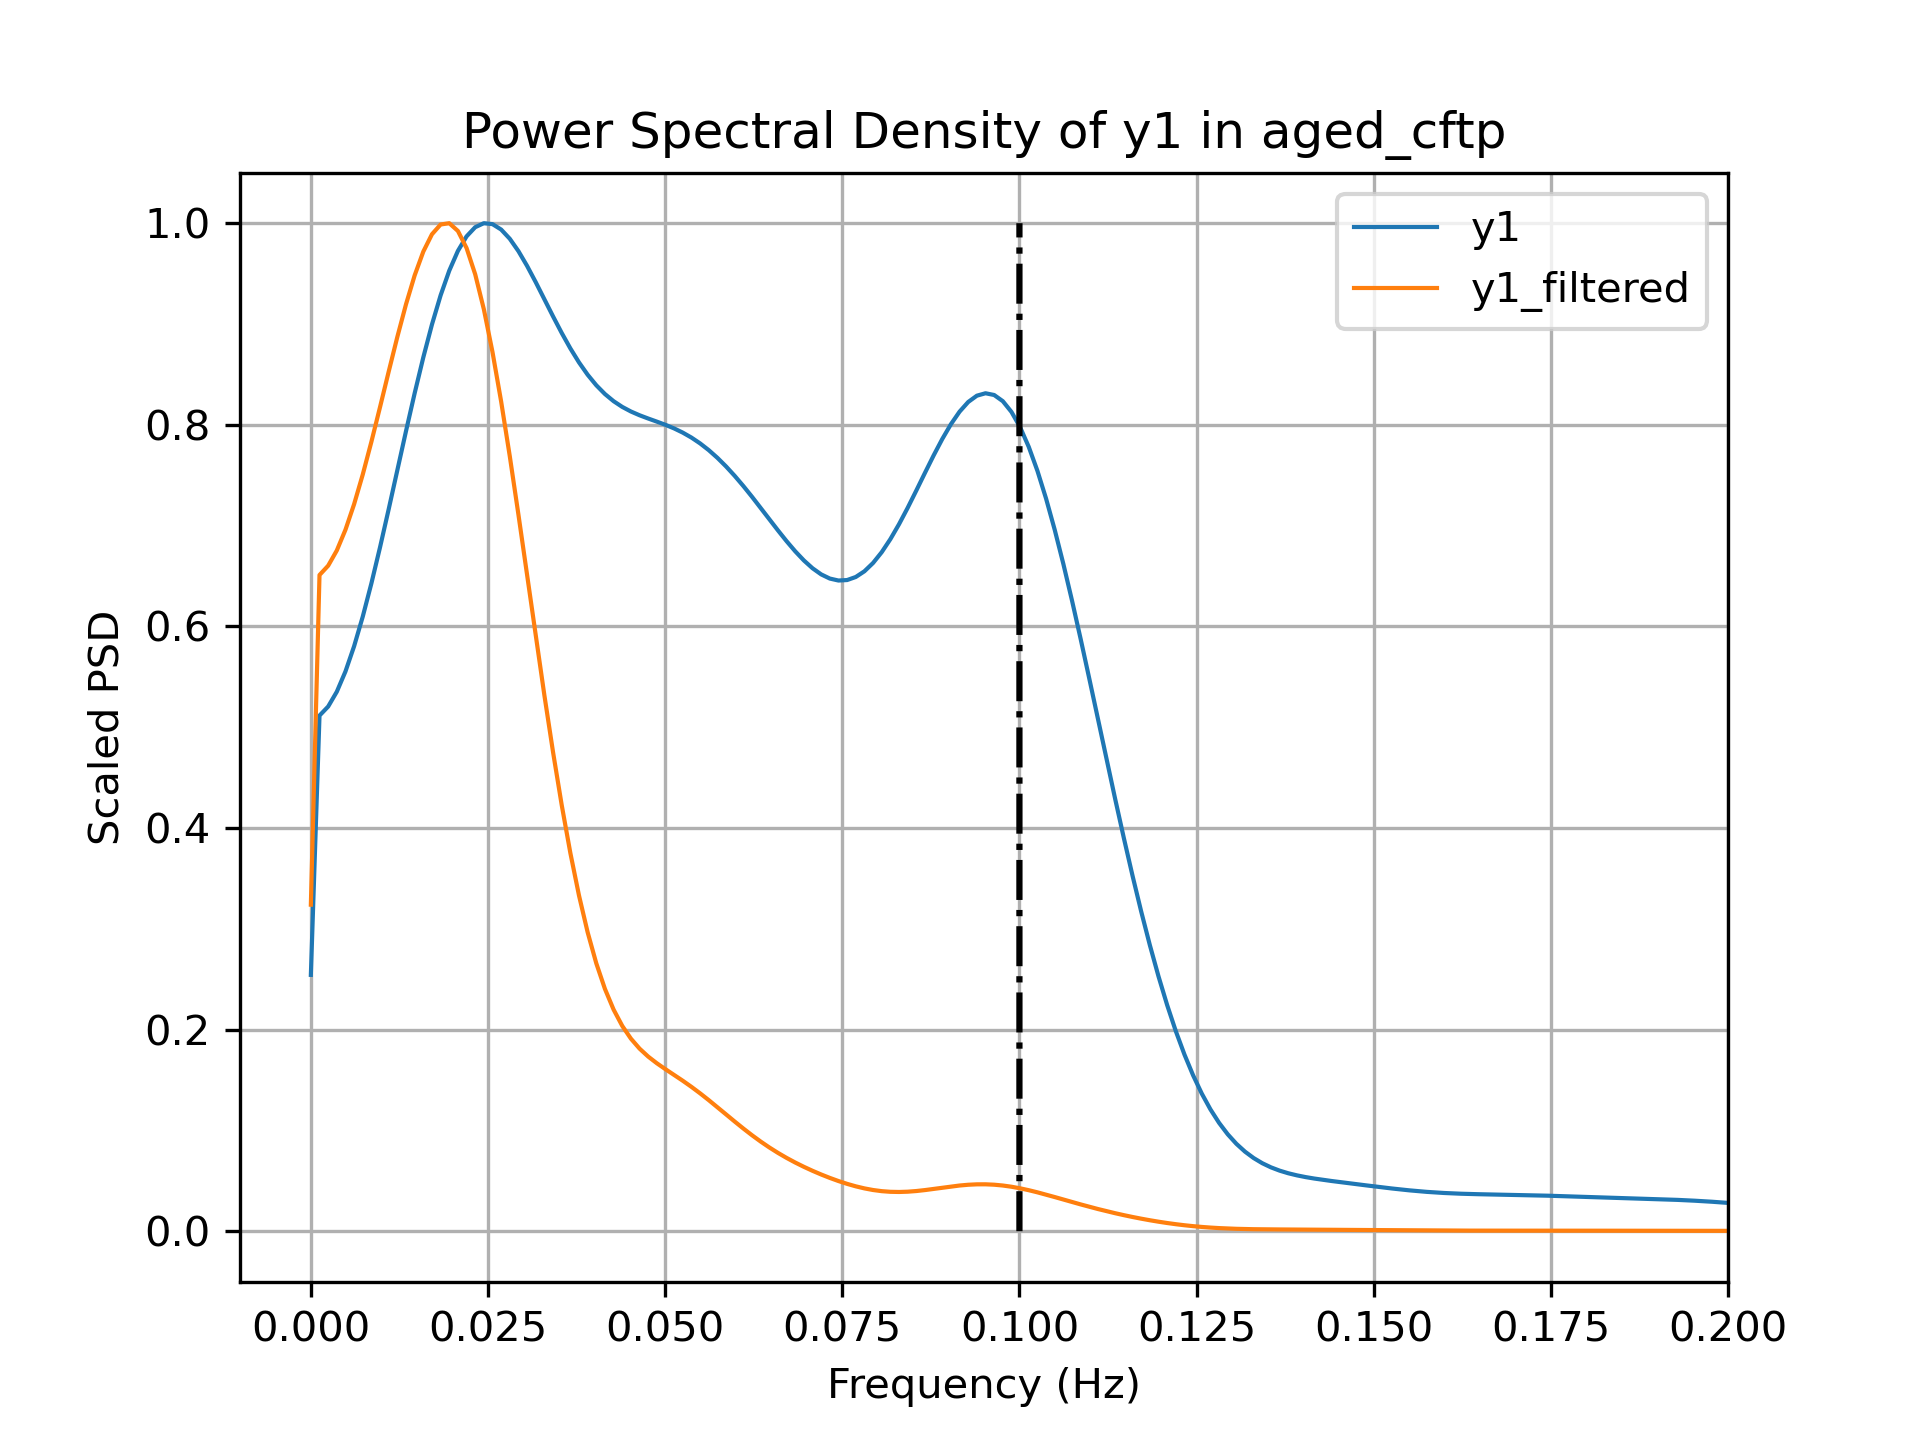 Power Spectral Density of y1 in aged_cftp
y1
y1_filtered
1.0
0.8
0.6
0.4
0.2
0.0
Scaled PSD
0.000 0.025 0.050 0.075 0.100 0.125 0.150 0.175 0.200
Frequency (Hz)